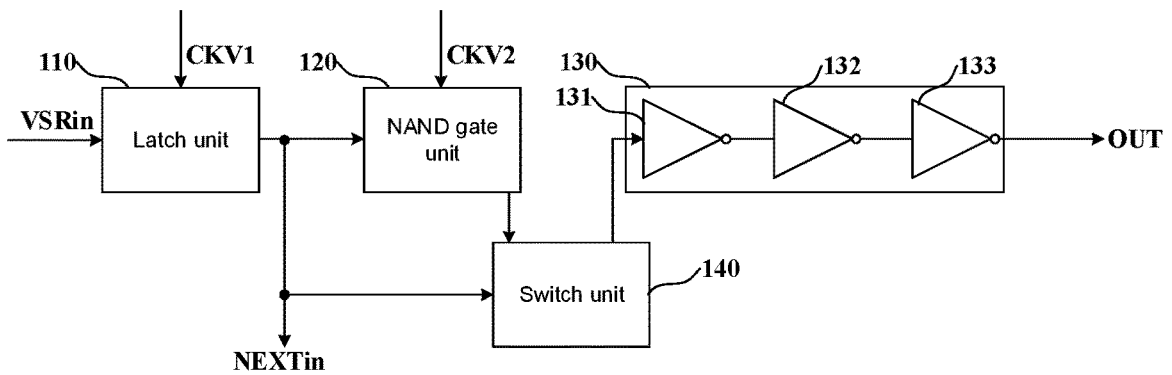 110
CKV1
120
CKV2
130
132
133
131
VSRin
Latch unit
NAND gate
unit
OUT
Switch unit
140
NEXTin